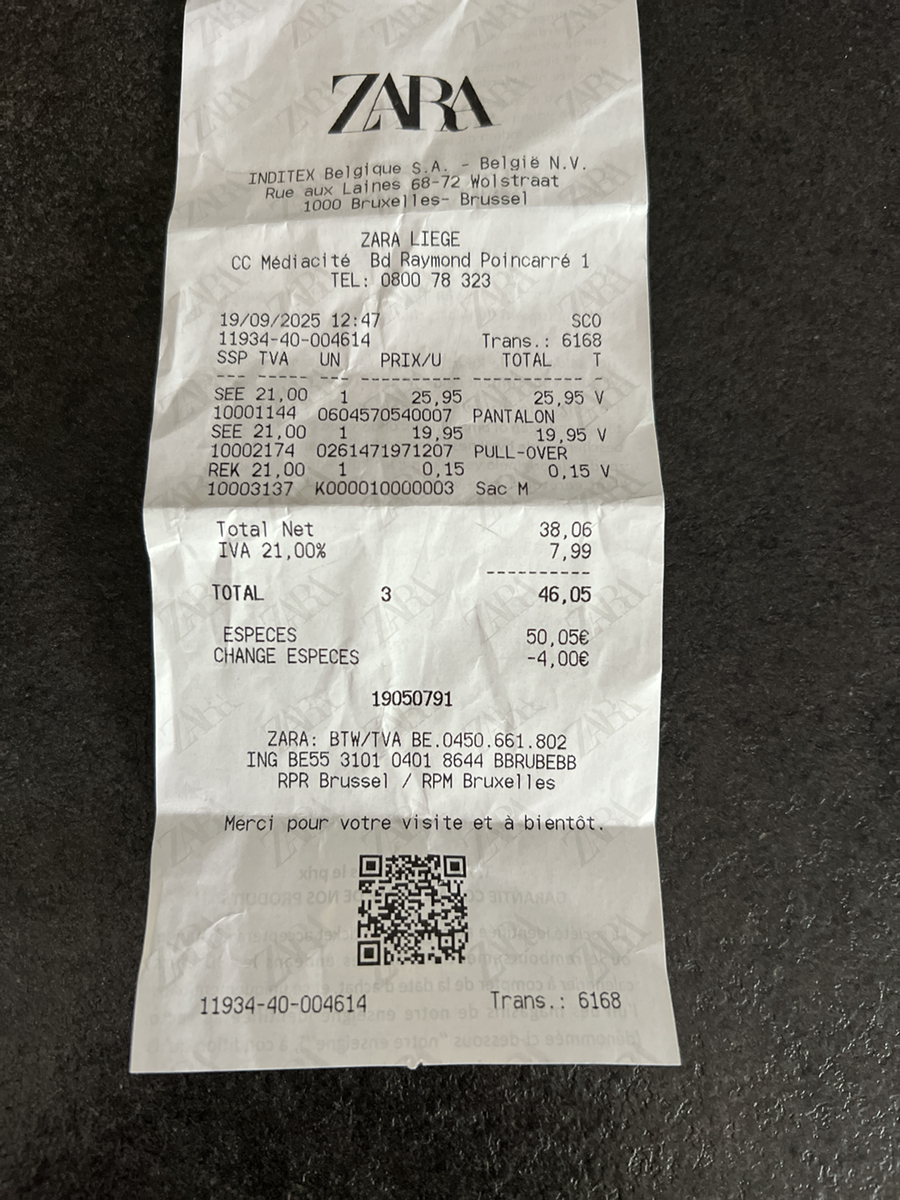 ZARA
INDITEX Belgique S.A. - België N.V.
Rue aux Laines 68-72 Wolstraat
1000 Bruxelles- Brussel
ZARA LIEGE
CC Médiacité Bd Raymond Poincarré 1
TEL: 0800 78 323
19/09/2025 12:47 SCO
11934-40-004614 Trans.: 6168
SSP TVA UN PRIX/U TOTAL T
--- ----- --- ---------- ----------- -
SEE 21,00 1 25,95 25,95 V
10001144 0604570540007 PANTALON
SEE 21,00 1 19,95 19,95 V
10002174 0261471971207 PULL-OVER
REK 21,00 1 0,15 0,15 V
10003137 K000010000003 Sac M
Total Net 38,06
IVA 21,00% 7,99
----------
TOTAL 3 46,05
ESPECES 50,05€
CHANGE ESPECES -4,00€
19050791
ZARA: BTW/TVA BE.0450.661.802
ING BE55 3101 0401 8644 BBRUBEBB
RPR Brussel / RPM Bruxelles
Merci pour votre visite et à bientôt.
11934-40-004614 Trans.: 6168